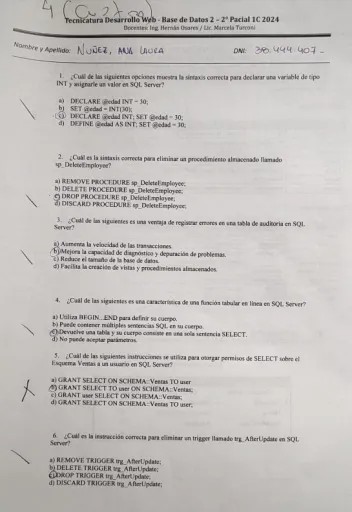 4 (Cuatro)
Tecnicatura Desarrollo Web - Base de Datos 2 - 2º Parcial 1C 2024
Docentes: Ing. Hernán Osores / Lic. Marcela Turcosi
Nombre y Apellido: NUÑEZ, ANA LAURA DNI:
1. ¿Cuál de las siguientes opciones muestra la sintaxis correcta para declarar una variable de tipo
INT y asignarle un valor en SQL Server?
a) DECLARE @edad INT = 30;
b) SET @edad = INT(30);
c) DECLARE @edad INT; SET @edad = 30;
d) DEFINE @edad AS INT; SET @edad = 30;
2. ¿Cuál es la sintaxis correcta para eliminar un procedimiento almacenado llamado
sp_DeleteEmployee?
a) REMOVE PROCEDURE sp_DeleteEmployee;
b) DELETE PROCEDURE sp_DeleteEmployee;
c) DROP PROCEDURE sp_DeleteEmployee;
d) DISCARD PROCEDURE sp_DeleteEmployee;
3. ¿Cuál de las siguientes es una ventaja de registrar errores en una tabla de auditoría en SQL
Server?
a) Aumenta la velocidad de las transacciones.
b) Mejora la capacidad de diagnóstico y depuración de problemas.
c) Reduce el tamaño de la base de datos.
d) Facilita la creación de vistas y procedimientos almacenados.
4. ¿Cuál de las siguientes es una característica de una función tabular en línea en SQL Server?
a) Utiliza BEGIN...END para definir su cuerpo.
b) Puede contener múltiples sentencias SQL en su cuerpo.
c) Devuelve una tabla y su cuerpo consiste en una sola sentencia SELECT.
d) No puede aceptar parámetros.
5. ¿Cuál de las siguientes instrucciones se utiliza para otorgar permisos de SELECT sobre el
Esquema Ventas a un usuario en SQL Server?
a) GRANT SELECT ON SCHEMA::Ventas TO user
b) GRANT SELECT TO user ON SCHEMA::Ventas;
c) GRANT user SELECT ON SCHEMA::Ventas;
d) GRANT SELECT ON SCHEMA::Ventas TO user;
6. ¿Cuál es la instrucción correcta para eliminar un trigger llamado trg_AfterUpdate en SQL
Server?
a) REMOVE TRIGGER trg_AfterUpdate;
b) DELETE TRIGGER trg_AfterUpdate;
c) DROP TRIGGER trg_AfterUpdate;
d) DISCARD TRIGGER trg_AfterUpdate;